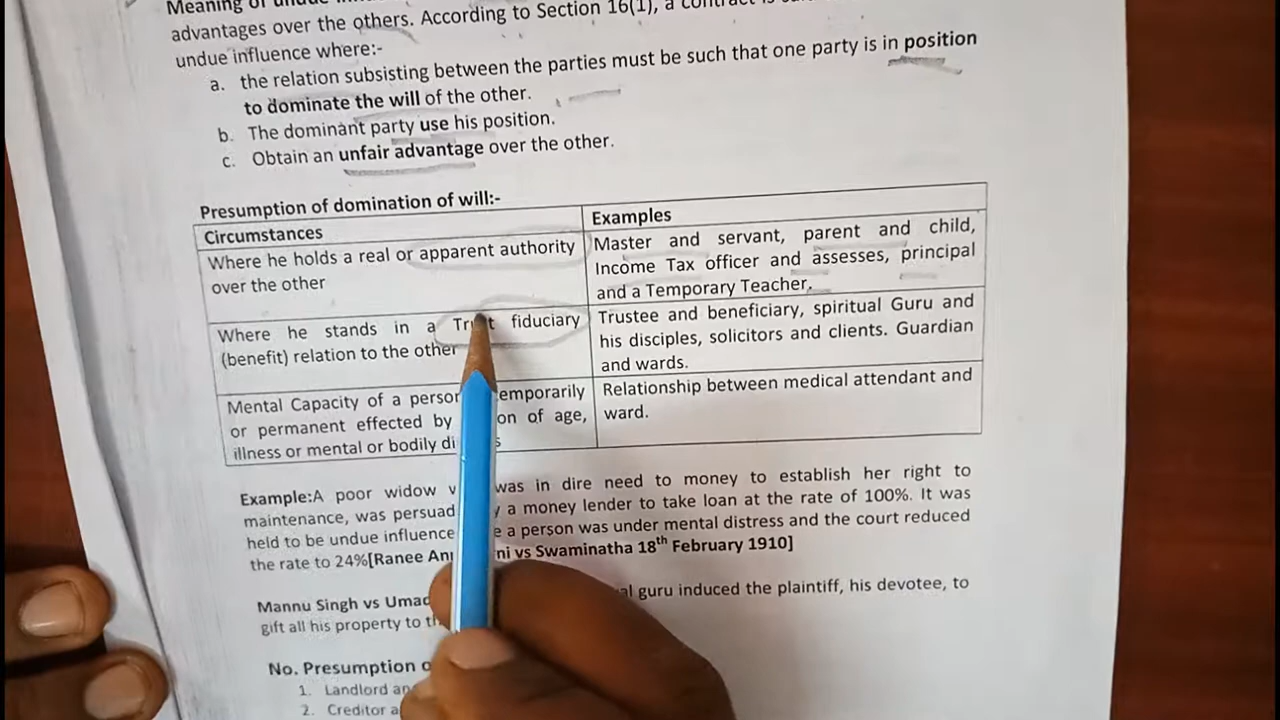 Meaning of
advantages over the others. According to Section 16(1), a contract is
undue influence where:-
a. the relation subsisting between the parties must be such that one party is in position
to dominate the will of the other.
b. The dominant party use his position.
c. Obtain an unfair advantage over the other.
Presumption of domination of will:-
Circumstances
Examples
Where he holds a real or apparent authority
over the other
Master and servant, parent and child,
Income Tax officer and assesses, principal
and a Temporary Teacher.
Where he stands in a fiduciary
(benefit) relation to the other
Trustee and beneficiary, spiritual Guru and
his disciples, solicitors and clients. Guardian
and wards.
Mental Capacity of a person
or permanent effected by of age,
illness or mental or bodily
Relationship between medical attendant and
ward.
Example:A poor widow was in dire need to money to establish her right to
maintenance, was a money lender to take loan at the rate of 100%. It was
held to be undue influence a person was under mental distress and the court reduced
the rate to 24%[Ranee vs Swaminatha 18th February 1910]
Mannu Singh vs guru induced the plaintiff, his devotee, to
gift all his property to
No. Presumption
1. Landlord
2. Creditor